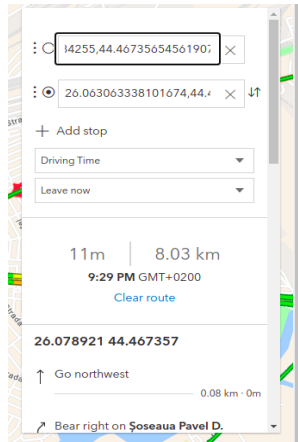 34255,44.4673565456190
26.063063338101674,44.4
Add stop
Driving Time
Leave now
11m 8.03 km
9:29 PM GMT+0200
Clear route
26.078921 44.467357
Go northwest
0.08 km · 0m
Bear right on Șoseaua Pavel D.
Strada